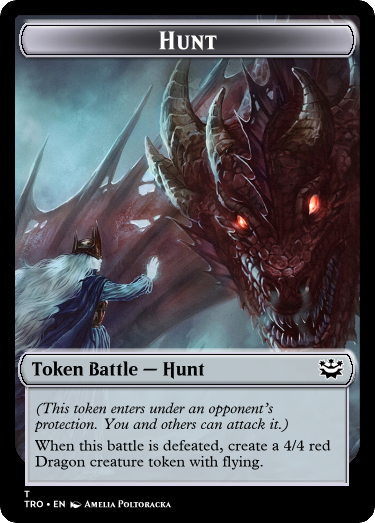 Hunt
Token Battle — Hunt
(This token enters under an opponent's
protection. You and others can attack it.)
When this battle is defeated, create a 4/4 red
Dragon creature token with flying.
T
TRO • EN Amelia Poltoracka